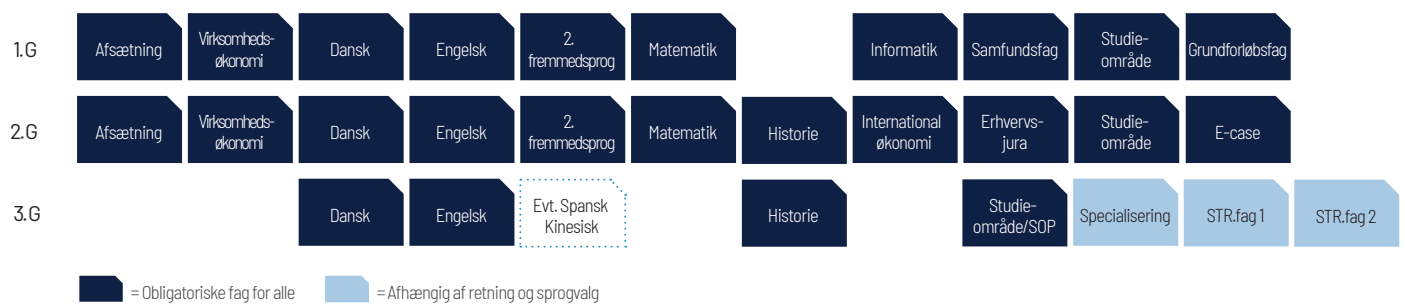 1.G
Afsætning
Virksomheds-
økonomi
Dansk
Engelsk
2.
fremmedsprog
Matematik
Informatik
Samfundsfag
Studie-
område
Grundforløbsfag
2.G
Afsætning
Virksomheds-
økonomi
Dansk
Engelsk
2.
fremmedsprog
Matematik
Historie
International
økonomi
Erhvervs-
jura
Studie-
område
E-case
3.G
Dansk
Engelsk
Evt. Spansk
Kinesisk
Historie
Studie-
område/SOP
Specialisering
STR.fag 1
STR.fag 2
= Obligatoriske fag for alle
= Afhængig af retning og sprogvalg